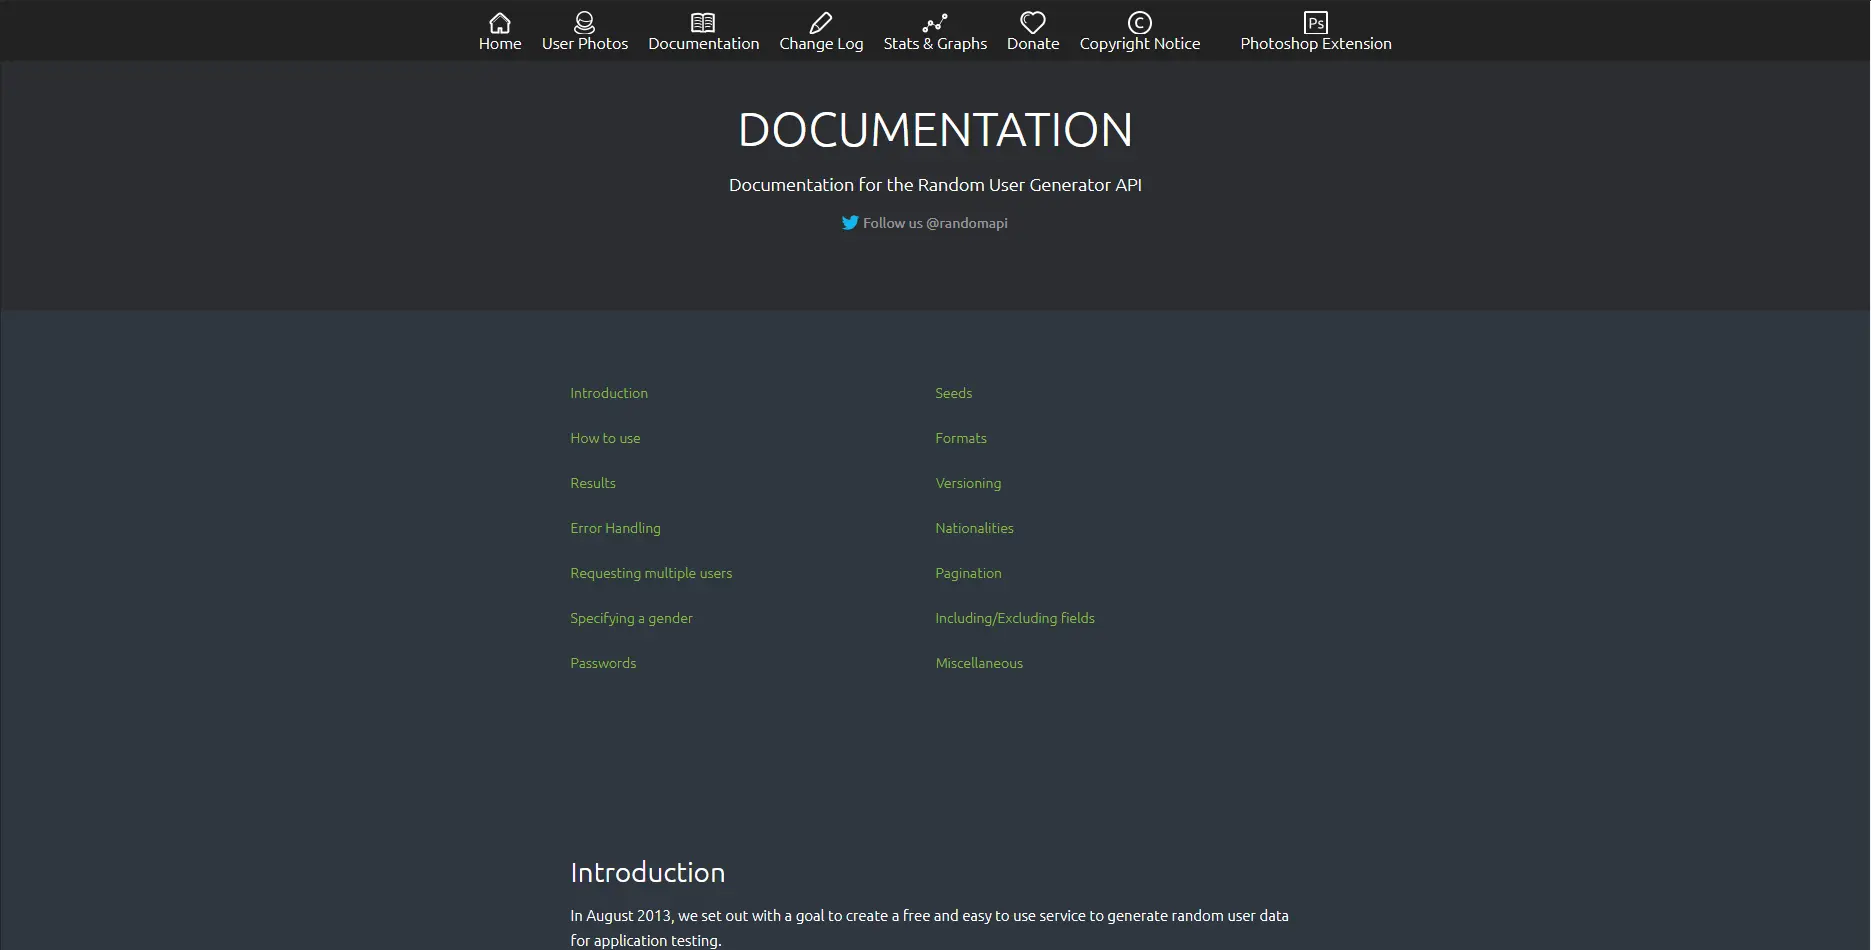 Home User Photos Documentation Change Log Stats & Graphs Donate Copyright Notice Photoshop Extension
DOCUMENTATION
Documentation for the Random User Generator API
Follow us @randomapi
Introduction
How to use
Results
Error Handling
Requesting multiple users
Specifying a gender
Passwords
Seeds
Formats
Versioning
Nationalities
Pagination
Including/Excluding fields
Miscellaneous
Introduction
In August 2013, we set out with a goal to create a free and easy to use service to generate random user data
for application testing.